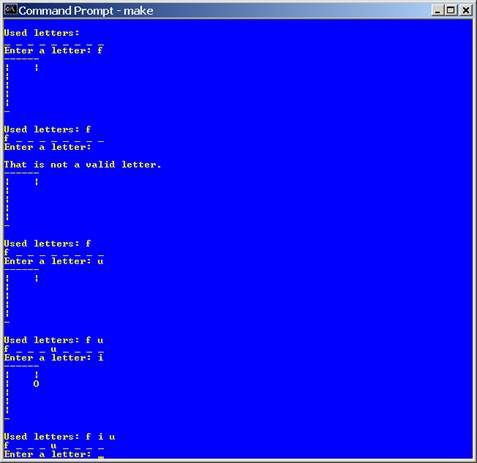 Command Prompt - make
Used letters:
_ _ _ _ _ _ _ _ _
Enter a letter: f
Used letters: f
f _ _ _ _ _ _ _ _
Enter a letter:
That is not a valid letter.
Used letters: f
f _ _ _ _ _ _ _ _
Enter a letter: u
Used letters: f u
f _ _ _ u _ _ _ _
Enter a letter: i
O
Used letters: f i u
f _ _ _ u _ _ _ _
Enter a letter: _